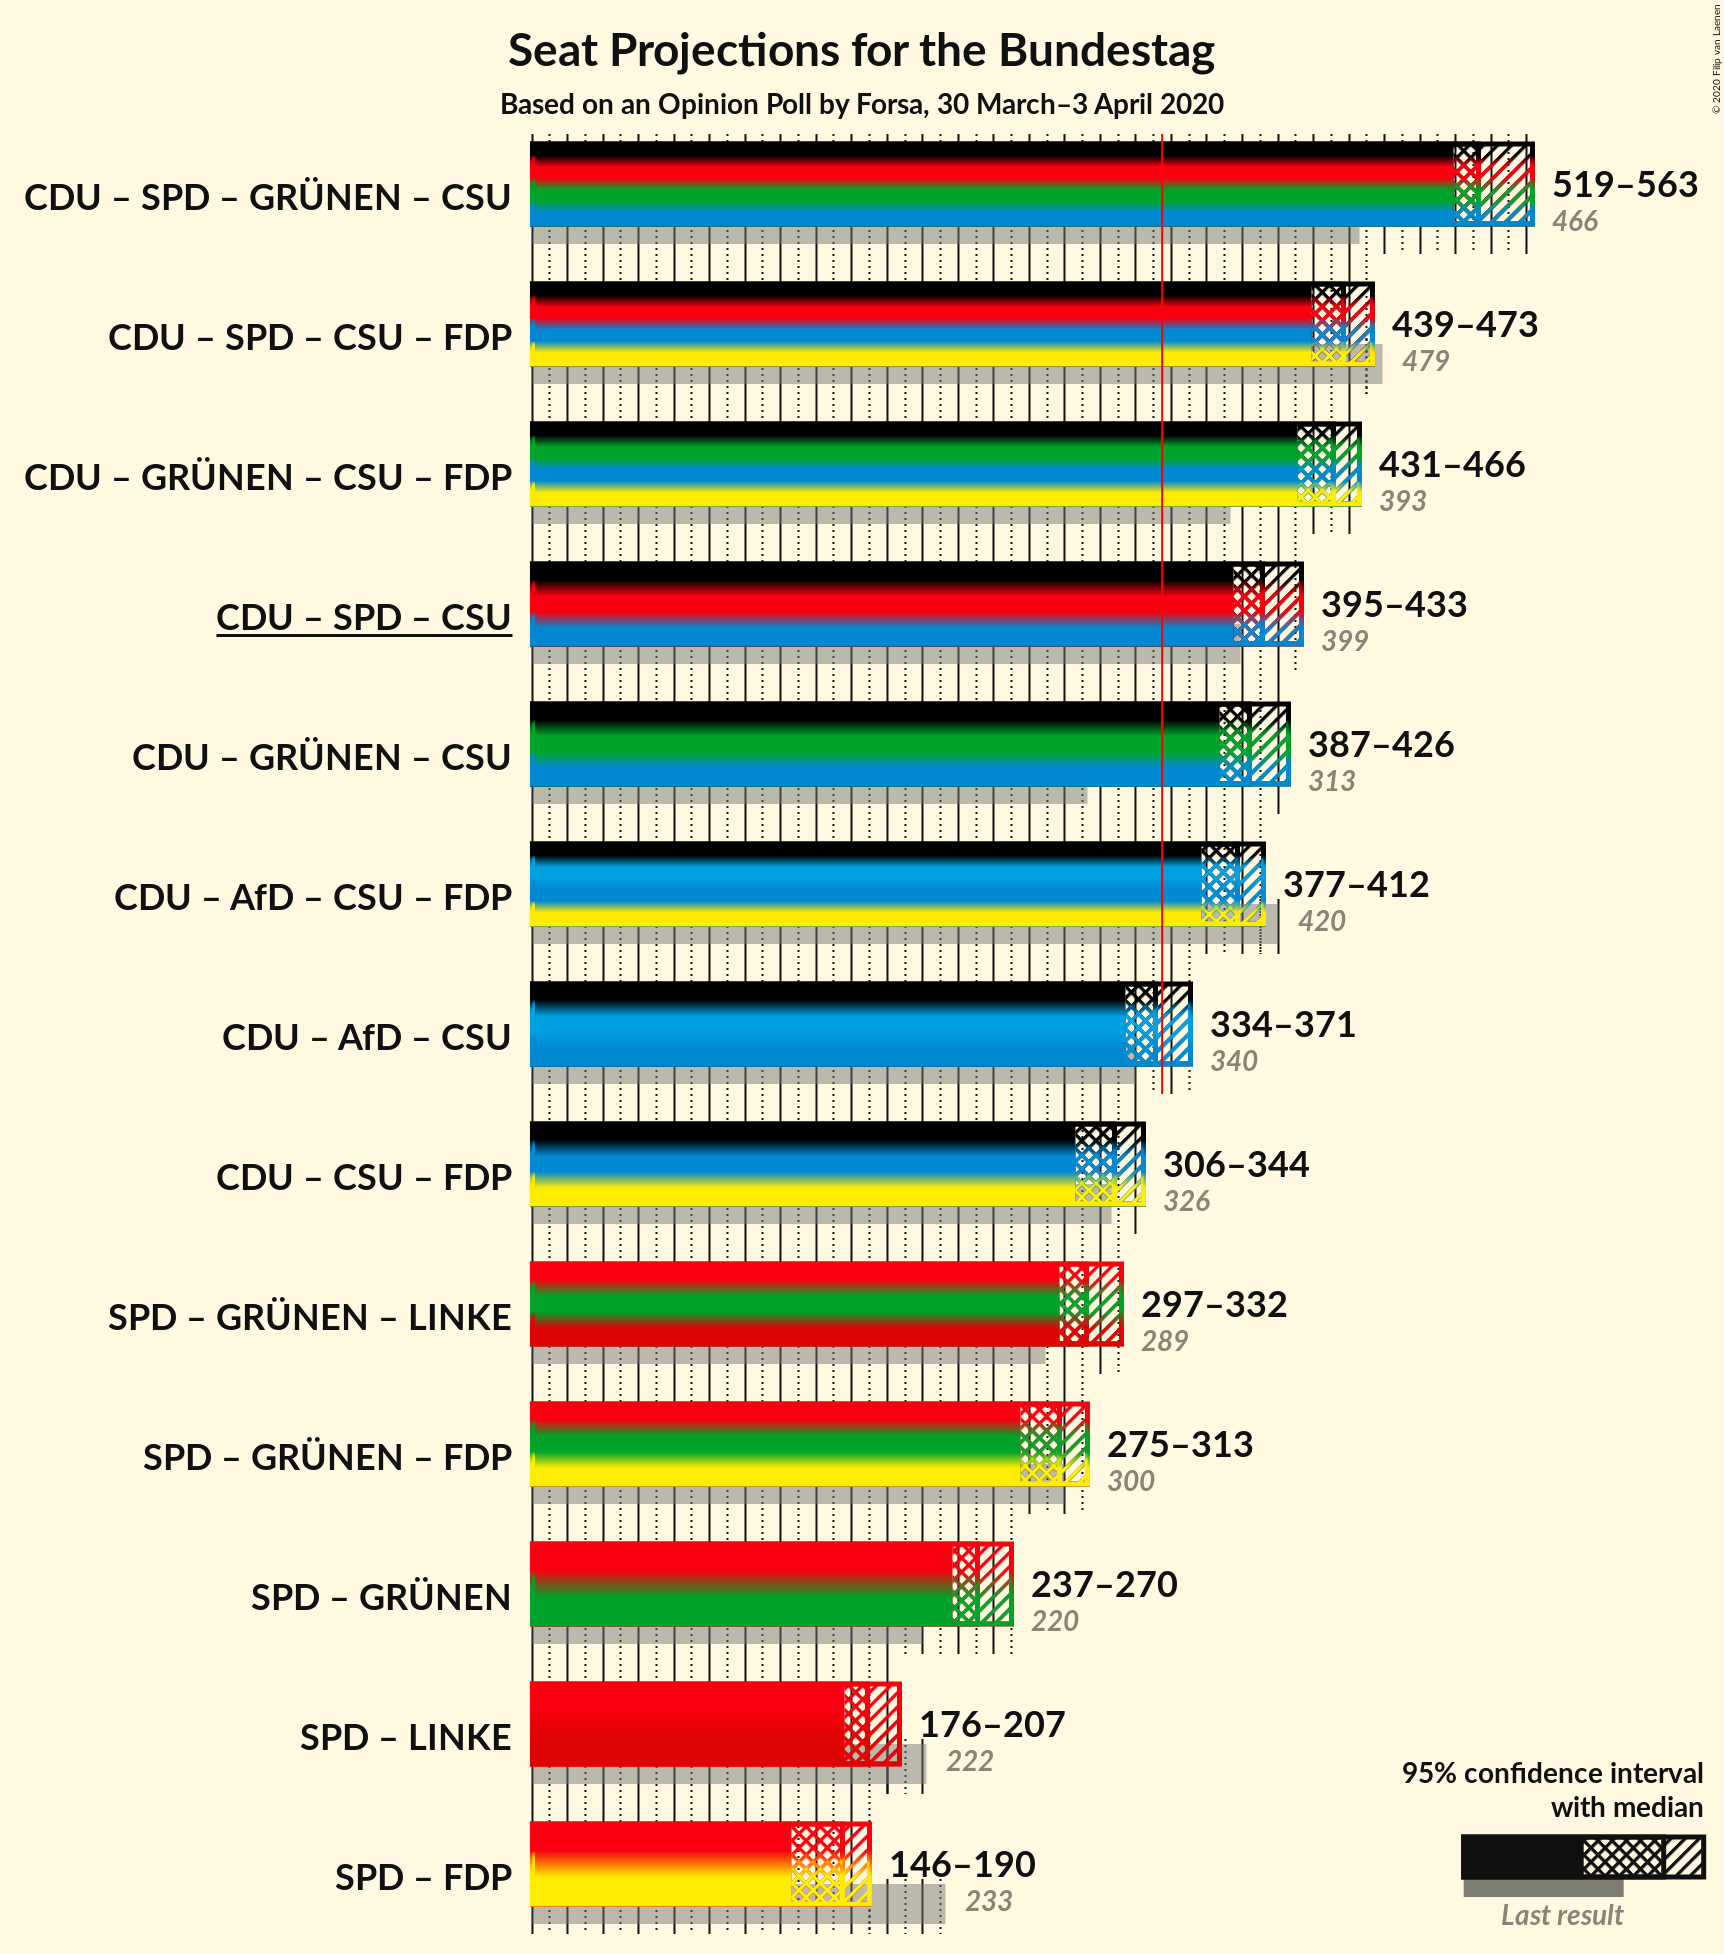 Seat Projections for the Bundestag
Based on an Opinion Poll by Forsa, 30 March–3 April 2020
© 2020 Filip van Laenen
CDU – SPD – GRÜNEN – CSU
519–563
466
CDU – SPD – CSU – FDP
439–473
479
CDU – GRÜNEN – CSU – FDP
431–466
393
CDU – SPD – CSU
395–433
399
CDU – GRÜNEN – CSU
387–426
313
CDU – AfD – CSU – FDP
377–412
420
CDU – AfD – CSU
334–371
340
CDU – CSU – FDP
306–344
326
SPD – GRÜNEN – LINKE
297–332
289
SPD – GRÜNEN – FDP
275–313
300
SPD – GRÜNEN
237–270
220
SPD – LINKE
176–207
222
SPD – FDP
146–190
233
95% confidence interval
with median
Last result